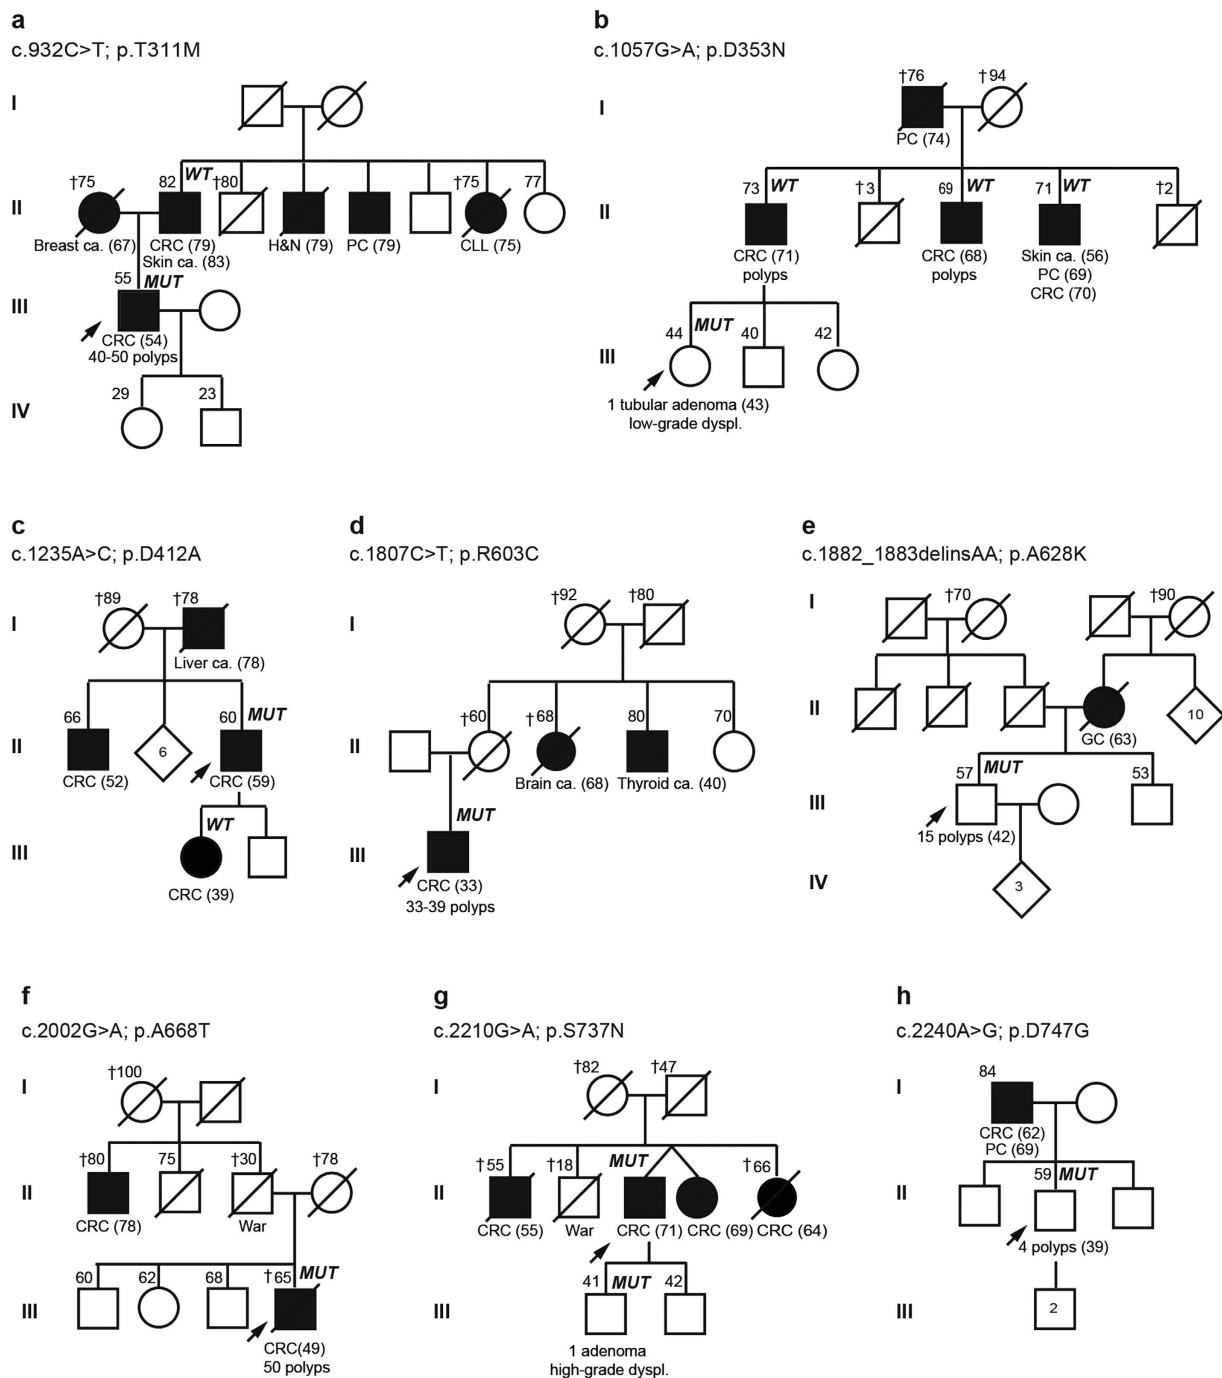 a
c.932C>T; p.T311M
I
†75
82
WT
†80
†75
77
II
Breast ca. (67)
CRC (79)
Skin ca. (83)
H&N (79)
PC (79)
CLL (75)
55
MUT
III
CRC (54)
40-50 polyps
29
23
IV
b
c.1057G>A; p.D353N
†76
†94
I
PC (74)
73
WT
†3
69
WT
71
WT
†2
II
CRC (71)
polyps
CRC (68)
polyps
Skin ca. (56)
PC (69)
CRC (70)
44
MUT
40
42
III
1 tubular adenoma (43)
low-grade dyspl.
c
c.1235A>C; p.D412A
†89
†78
I
Liver ca. (78)
66
60
MUT
II
6
CRC (52)
CRC (59)
WT
III
CRC (39)
d
c.1807C>T; p.R603C
†92
†80
I
†60
†68
80
70
II
Brain ca. (68)
Thyroid ca. (40)
MUT
III
CRC (33)
33-39 polyps
e
c.1882_1883delinsAA; p.A628K
I
†70
†90
II
10
GC (63)
57
MUT
53
III
15 polyps (42)
IV
3
f
c.2002G>A; p.A668T
I
†100
†80
75
†30
†78
II
CRC (78)
War
60
62
68
†65
MUT
III
CRC(49)
50 polyps
g
c.2210G>A; p.S737N
I
†82
†47
†55
†18
MUT
†66
II
CRC (55)
War
CRC (71)
CRC (69)
CRC (64)
41
MUT
42
III
1 adenoma
high-grade dyspl.
h
c.2240A>G; p.D747G
84
I
CRC (62)
PC (69)
59
MUT
II
4 polyps (39)
III
2